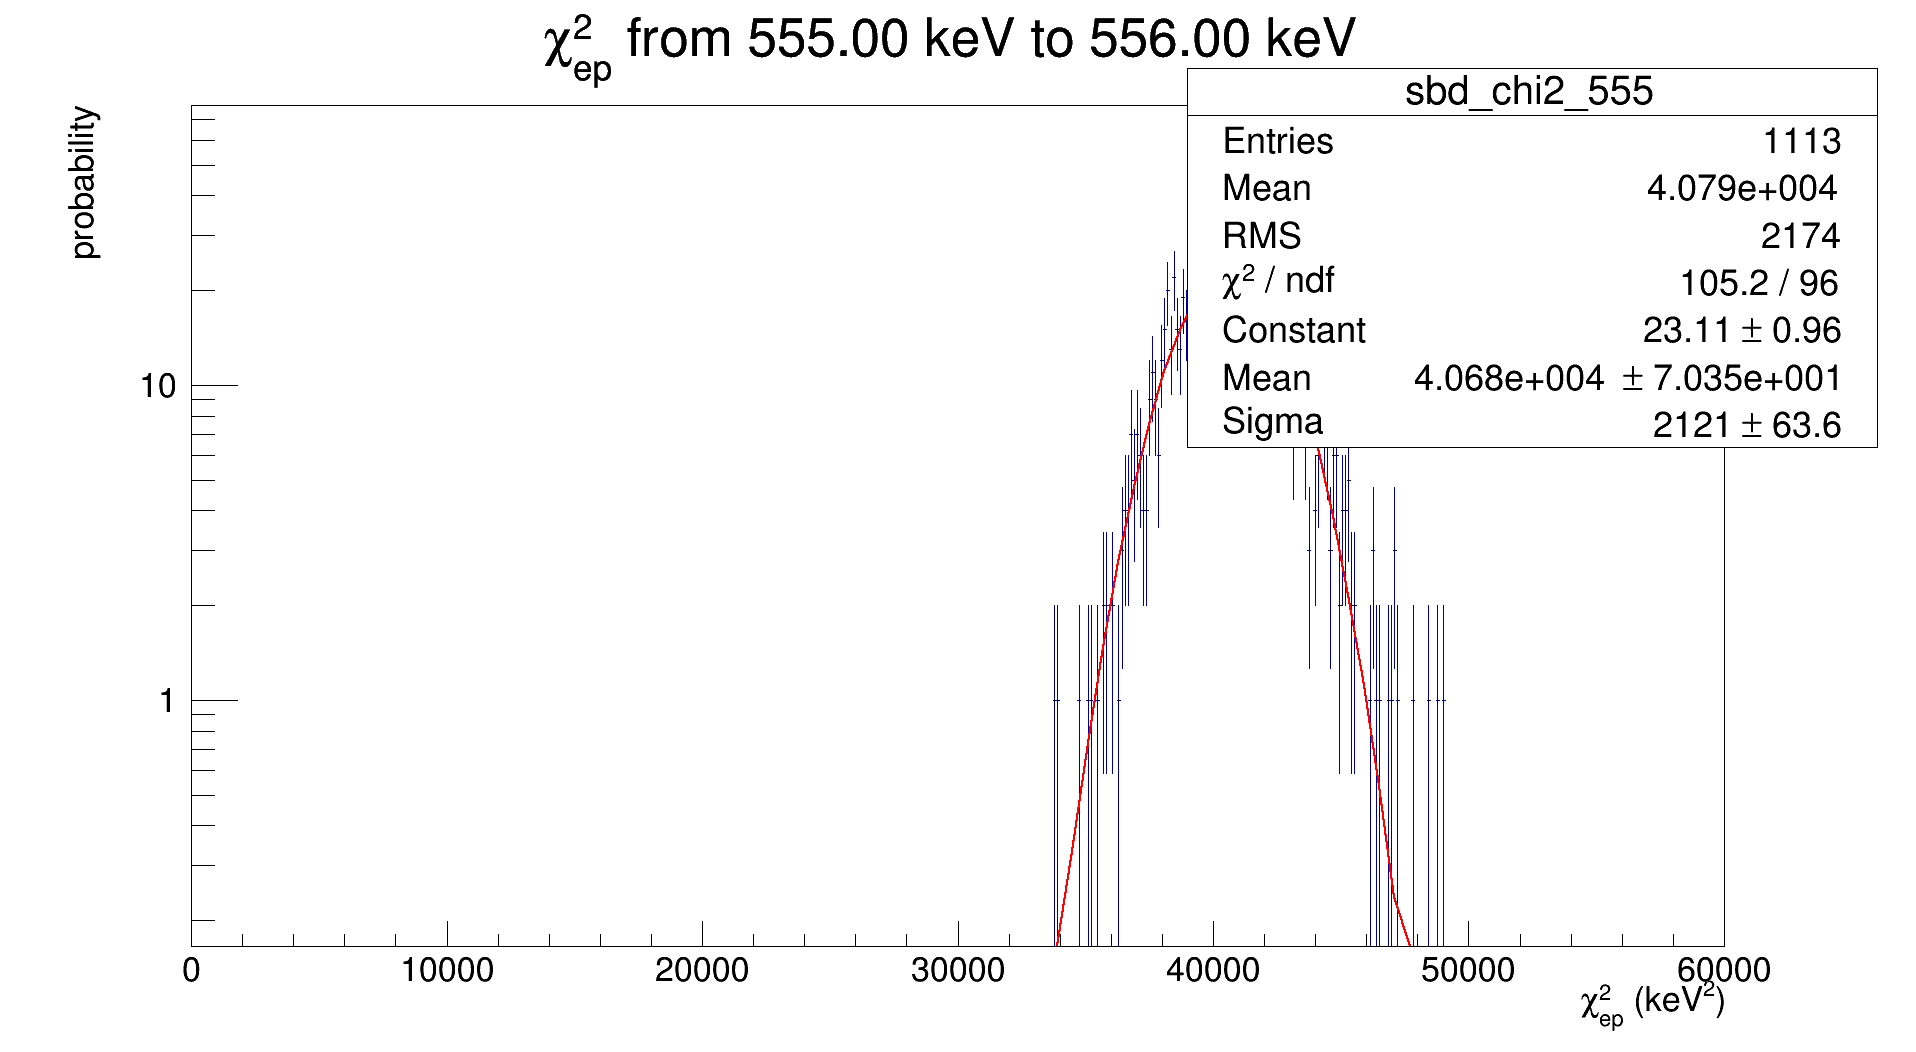 χ²ep from 555.00 keV to 556.00 keV
probability
sbd_chi2_555
Entries 1113
Mean 4.079e+004
RMS 2174
χ² / ndf 105.2 / 96
Constant 23.11 ± 0.96
Mean 4.068e+004 ± 7.035e+001
Sigma 2121 ± 63.6
10
1
0 10000 20000 30000 40000 50000 60000
χ²ep (keV²)